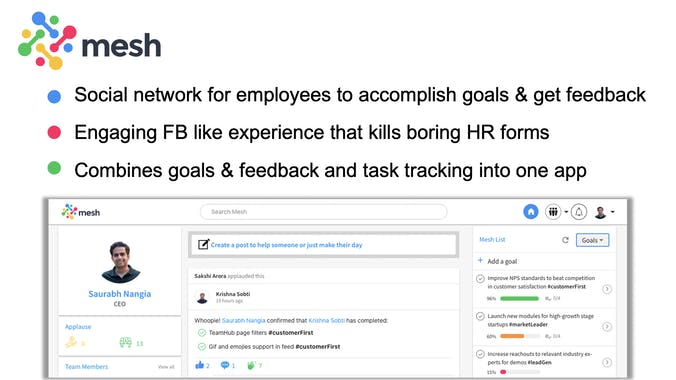 mesh
Social network for employees to accomplish goals & get feedback
Engaging FB like experience that kills boring HR forms
Combines goals & feedback and task tracking into one app
mesh
Search Mesh
Saurabh Nangia
CEO
Applause
0
13
Team Members
View all
Create a post to help someone or just make their day
Sakshi Arora applauded this
Krishna Sobti
13 hours ago
Whoopie! Saurabh Nangia confirmed that Krishna Sobti has completed:
TeamHub page filters #customerFirst
Gif and emojies support in feed #customerFirst
2
1
7
Mesh List
Goals
+ Add a goal
Improve NPS standards to beat competition
in customer satisfaction #customerFirst
96%
N/A
Launch new modules for high-growth stage
startups #marketLeader
60%
N/A
Increase reachouts to relevant industry ex-
perts for demos #leadGen
15%